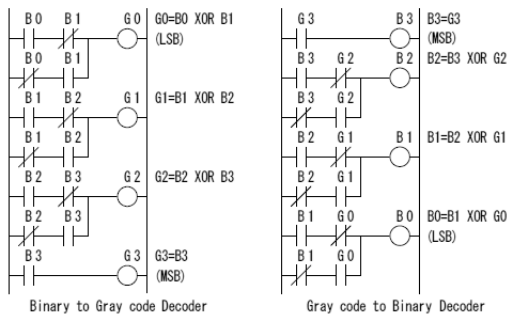 B0 B1 G0 G0=B0 XOR B1
(LSB)
B0 B1
B1 B2 G1 G1=B1 XOR B2
B1 B2
B2 B3 G2 G2=B2 XOR B3
B2 B3
B3 G3 G3=B3
(MSB)
Binary to Gray code Decoder
G3 B3 B3=G3
(MSB)
B3 G2 B2 B2=B3 XOR G2
B3 G2
B2 G1 B1 B1=B2 XOR G1
B2 G1
B1 G0 B0 B0=B1 XOR G0
(LSB)
B1 G0
Gray code to Binary Decoder